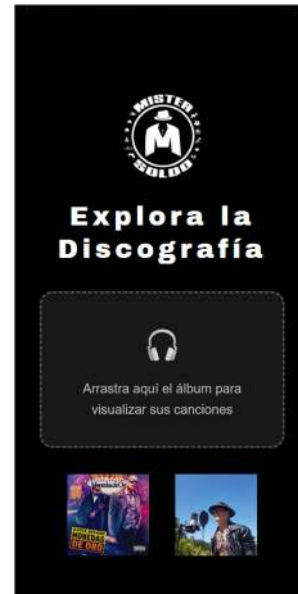 MISTER
SOLDO
Explora la
Discografía
Arrastra aquí el álbum para
visualizar sus canciones
MONEDAS
DE ORO